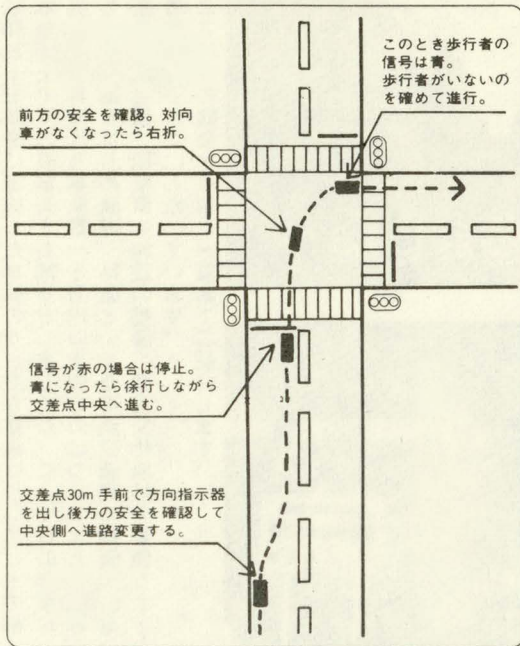 このとき歩行者の
信号は青。
歩行者がいないの
を確めて進行。
前方の安全を確認。対向
車がなくなったら右折。
信号が赤の場合は停止。
青になったら徐行しながら
交差点中央へ進む。
交差点30m手前で方向指示器
を出し後方の安全を確認して
中央側へ進路変更する。